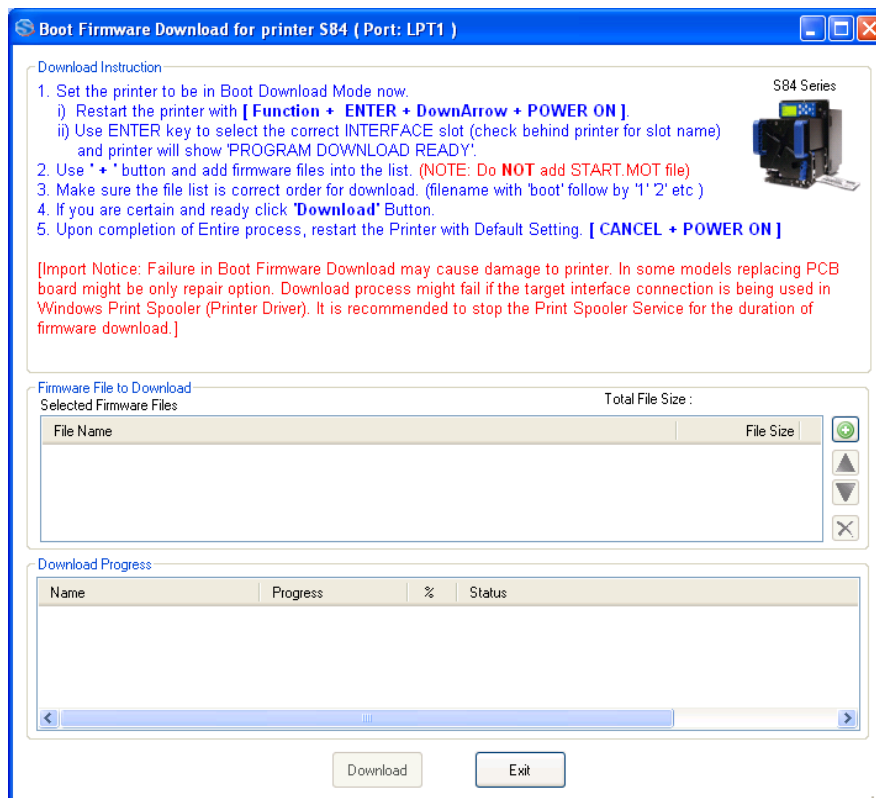 Boot Firmware Download for printer S84 ( Port: LPT1 )
Download Instruction
1. Set the printer to be in Boot Download Mode now.
i) Restart the printer with [ Function + ENTER + DownArrow + POWER ON ].
ii) Use ENTER key to select the correct INTERFACE slot (check behind printer for slot name)
and printer will show 'PROGRAM DOWNLOAD READY'.
2. Use ' + ' button and add firmware files into the list. (NOTE: Do NOT add START.MOT file)
3. Make sure the file list is correct order for download. (filename with 'boot' follow by '1' '2' etc )
4. If you are certain and ready click 'Download' Button.
5. Upon completion of Entire process, restart the Printer with Default Setting. [ CANCEL + POWER ON ]
S84 Series
[Import Notice: Failure in Boot Firmware Download may cause damage to printer. In some models replacing PCB
board might be only repair option. Download process might fail if the target interface connection is being used in
Windows Print Spooler (Printer Driver). It is recommended to stop the Print Spooler Service for the duration of
firmware download.]
Firmware File to Download
Selected Firmware Files
Total File Size :
File Name File Size
Download Progress
Name Progress % Status
Download Exit